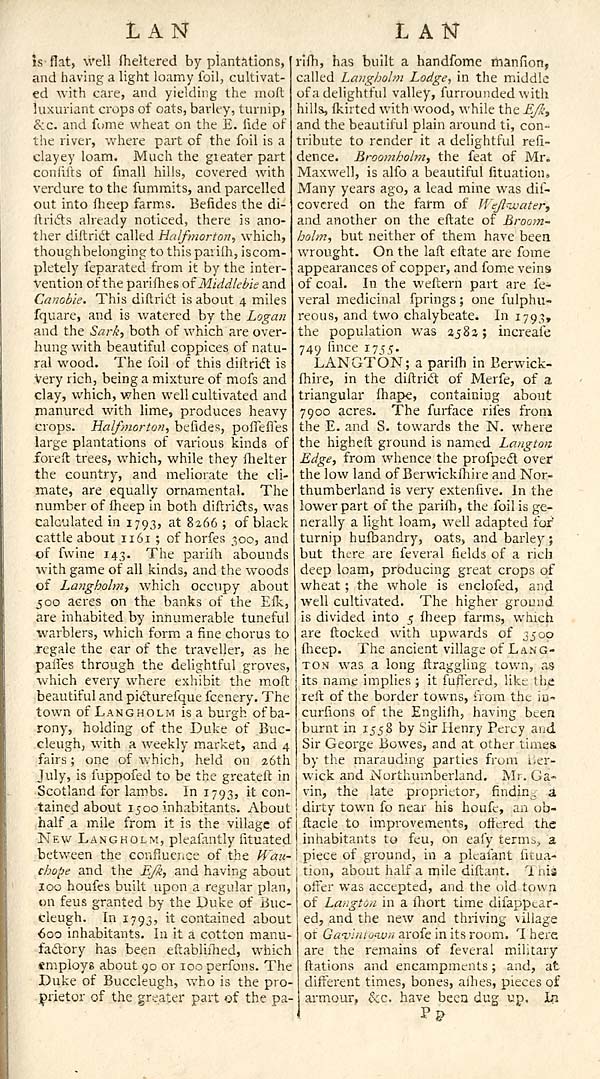 LAN
is flat, well ſheltered by plantations,
and having a light loamy ſoil, cultivat-
ed with care, and yielding the moſt
luxuriant crops of oats, barley, turnip,
&c. and ſome wheat on the E. ſide of
the river, where part of the ſoil is a
clayey loam. Much the greater part
conſiſts of ſmall hills, covered with
verdure to the ſummits, and parcelled
out into ſheep farms. Beſides the di-
ſtricts already noticed, there is ano-
ther diſtrict called Halfmorton, which,
though belonging to this pariſh, is com-
pletely ſeparated from it by the inter-
vention of the pariſhes of Middlebie and
Canobie. This diſtrict is about 4 miles
ſquare, and is watered by the Logan
and the Sark, both of which are over-
hung with beautiful coppices of natu-
ral wood. The ſoil of this diſtrict is
very rich, being a mixture of moſs and
clay, which, when well cultivated and
manured with lime, produces heavy
crops. Halfmorton, beſides, poſſeſſes
large plantations of various kinds of
foreſt trees, which, while they ſhelter
the country, and meliorate the cli-
mate, are equally ornamental. The
number of ſheep in both diſtricts, was
calculated in 1793, at 8266; of black
cattle about 1161; of horſes 300, and
of ſwine 143. The pariſh abounds
with game of all kinds, and the woods
of Langholm, which occupy about
500 acres on the banks of the Eſk,
are inhabited by innumerable tuneful
warblers, which form a fine chorus to
regale the ear of the traveller, as he
paſſes through the delightful groves,
which every where exhibit the moſt
beautiful and pictureſque ſcenery. The
town of LANGHOLM is a burgh of ba-
rony, holding of the Duke of Buc-
cleugh, with a weekly market, and 4
fairs; one of which, held on 26th
July, is ſuppoſed to be the greateſt in
Scotland for lambs. In 1793, it con-
tained about 1500 inhabitants. About
half a mile from it is the village of
NEW LANGHOLM, pleaſantly ſituated
between the confluence of the Wau-
chope and the Eſk, and having about
100 houſes built upon a regular plan,
on feus granted by the Duke of Buc-
cleugh. In 1793, it contained about
600 inhabitants. In it a cotton manu-
factory has been eſtabliſhed, which
employs about 90 or 100 perſons. The
Duke of Buccleugh, who is the pro-
prietor of the greater part of the pa-
LAN
riſh, has built a handſome manſion,
called Langholm Lodge, in the middle
of a delightful valley, ſurrounded with
hills, ſkirted with wood, while the Eſk,
and the beautiful plain around ti, con-
tribute to render it a delightful reſi-
dence. Broomholm, the ſeat of Mr.
Maxwell, is alſo a beautiful ſituation.
Many years ago, a lead mine was diſ-
covered on the farm of Weſtwater,
and another on the eſtate of Broom-
holm, but neither of them have been
wrought. On the laſt eſtate are ſome
appearances of copper, and ſome veins
of coal. In the weſtern part are ſe-
veral medicinal ſprings; one ſulphu-
reous, and two chalybeate. In 1793,
the population was 2582; increaſe
749 ſince 1755.
LANGTON; a pariſh in Berwick-
ſhire, in the diſtrict of Merſe, of a
triangular ſhape, containing about
7900 acres. The ſurface riſes from
the E. and S. towards the N. where
the higheſt ground is named Langton
Edge, from whence the proſpect over
the low land of Berwickſhire and Nor-
thumberland is very extenſive. In the
lower part of the pariſh, the ſoil is ge-
nerally a light loam, well adapted for
turnip huſbandry, oats, and barley;
but there are ſeveral fields of a rich
deep loam, producing great crops of
wheat; the whole is encloſed, and
well cultivated. The higher ground
is divided into 5 ſheep farms, which
are ſtocked with upwards of 3500
ſheep. The ancient village of LANG-
TON was a long ſtraggling town, as
its name implies; it ſuffered, like the
reſt of the border towns, from the in-
curſions of the Engliſh, having been
burnt in 1558 by Sir Henry Percy and
Sir George Bowes, and at other times
by the marauding parties from Ber-
wick and Northumberland. Mr. Ga-
vin, the late proprietor, finding a
dirty town ſo near his houſe, an ob-
ſtacle to improvements, offered the
inhabitants to feu, on eaſy terms, a
piece of ground, in a pleaſant ſitua-
tion, about half a mile diſtant. This
offer was accepted, and the old town
of Langton in a ſhort time diſappear-
ed, and the new and thriving village
of Gavintown aroſe in its room. There
are the remains of ſeveral military
ſtations and encampments; and, at
different times, bones, aſhes, pieces of
armour, &c. have been dug up. In
P p